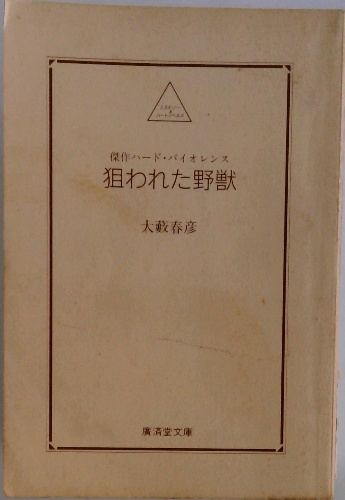 傑作ハード・バイオレンス
狙われた野獣
大藪春彦
廣済堂文庫